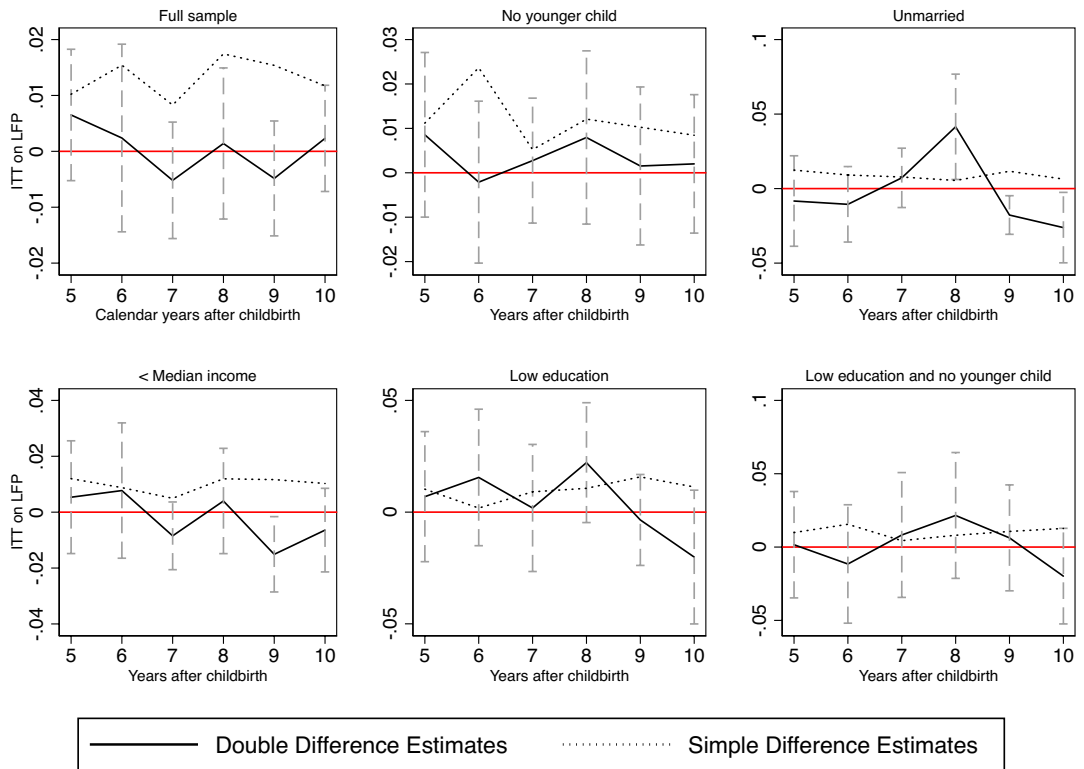 Full sample
No younger child
Unmarried
ITT on LFP
.02
.01
0
-.01
-.02
5 6 7 8 9 10
Calendar years after childbirth
.03
.02
.01
0
-.01
-.02
5 6 7 8 9 10
Years after childbirth
.1
.05
0
-.05
5 6 7 8 9 10
Years after childbirth
< Median income
Low education
Low education and no younger child
ITT on LFP
.04
.02
0
-.02
-.04
5 6 7 8 9 10
Years after childbirth
.05
0
-.05
5 6 7 8 9 10
Years after childbirth
.1
.05
0
-.05
5 6 7 8 9 10
Years after childbirth
Double Difference Estimates Simple Difference Estimates